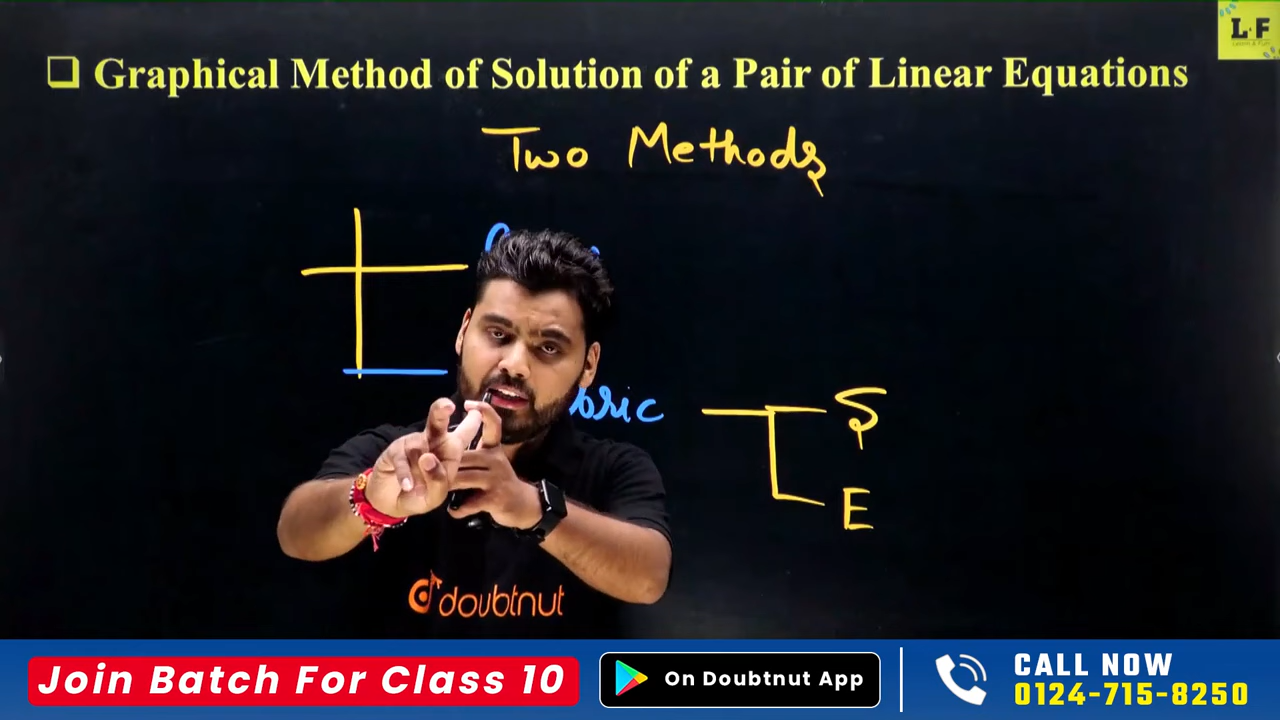 L.F
Graphical Method of Solution of a Pair of Linear Equations
Two Methods
S
E
doubtnut
Join Batch For Class 10
On Doubtnut App
CALL NOW
0124-715-8250